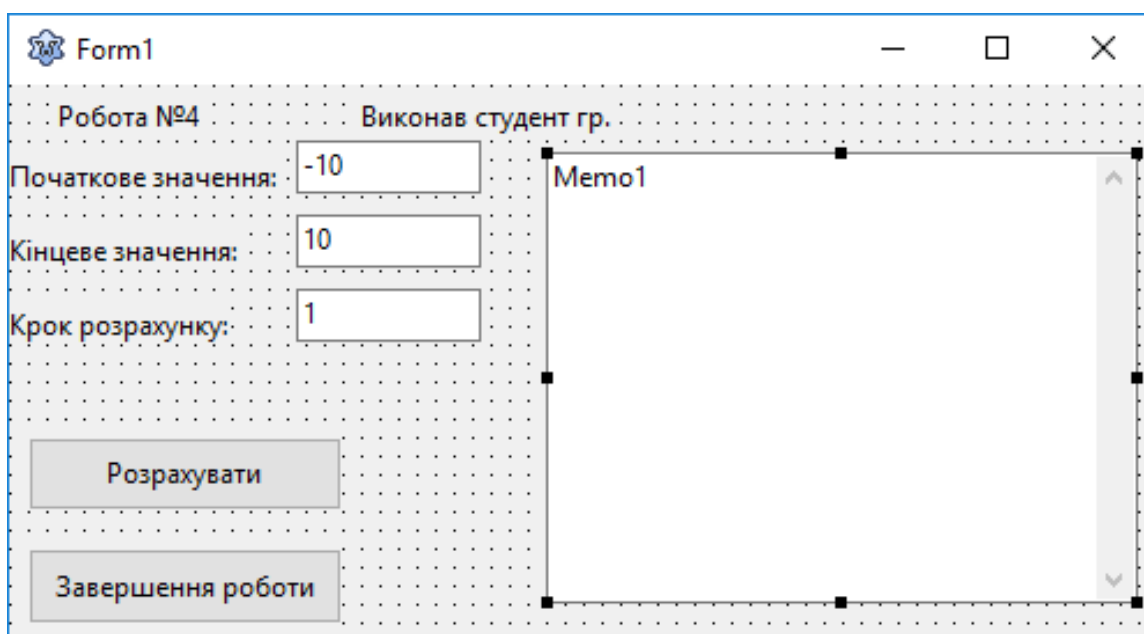 Form1
Робота №4 Виконав студент гр.
Початкове значення: -10
Memo1
Кінцеве значення: 10
Крок розрахунку: 1
Розрахувати
Завершення роботи